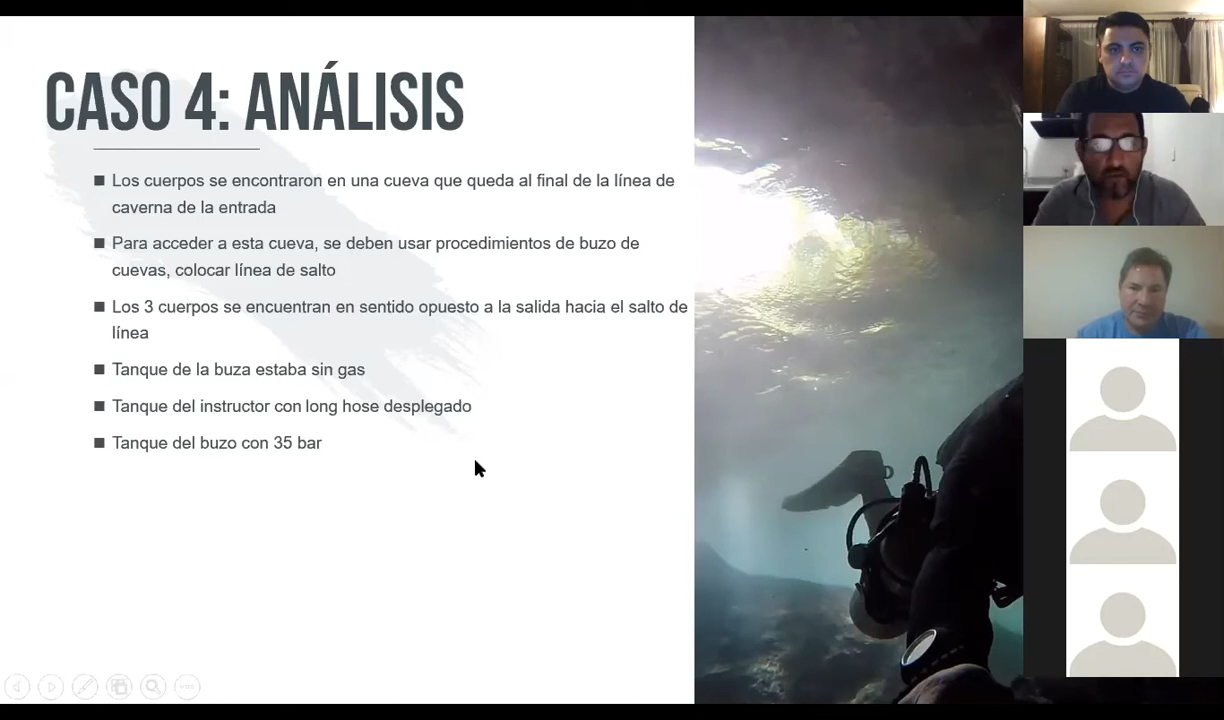 CASO 4: ANÁLISIS
Los cuerpos se encontraron en una cueva que queda al final de la línea de
caverna de la entrada
Para acceder a esta cueva, se deben usar procedimientos de buzo de
cuevas, colocar línea de salto
Los 3 cuerpos se encuentran en sentido opuesto a la salida hacia el salto de
línea
Tanque de la buza estaba sin gas
Tanque del instructor con long hose desplegado
Tanque del buzo con 35 bar